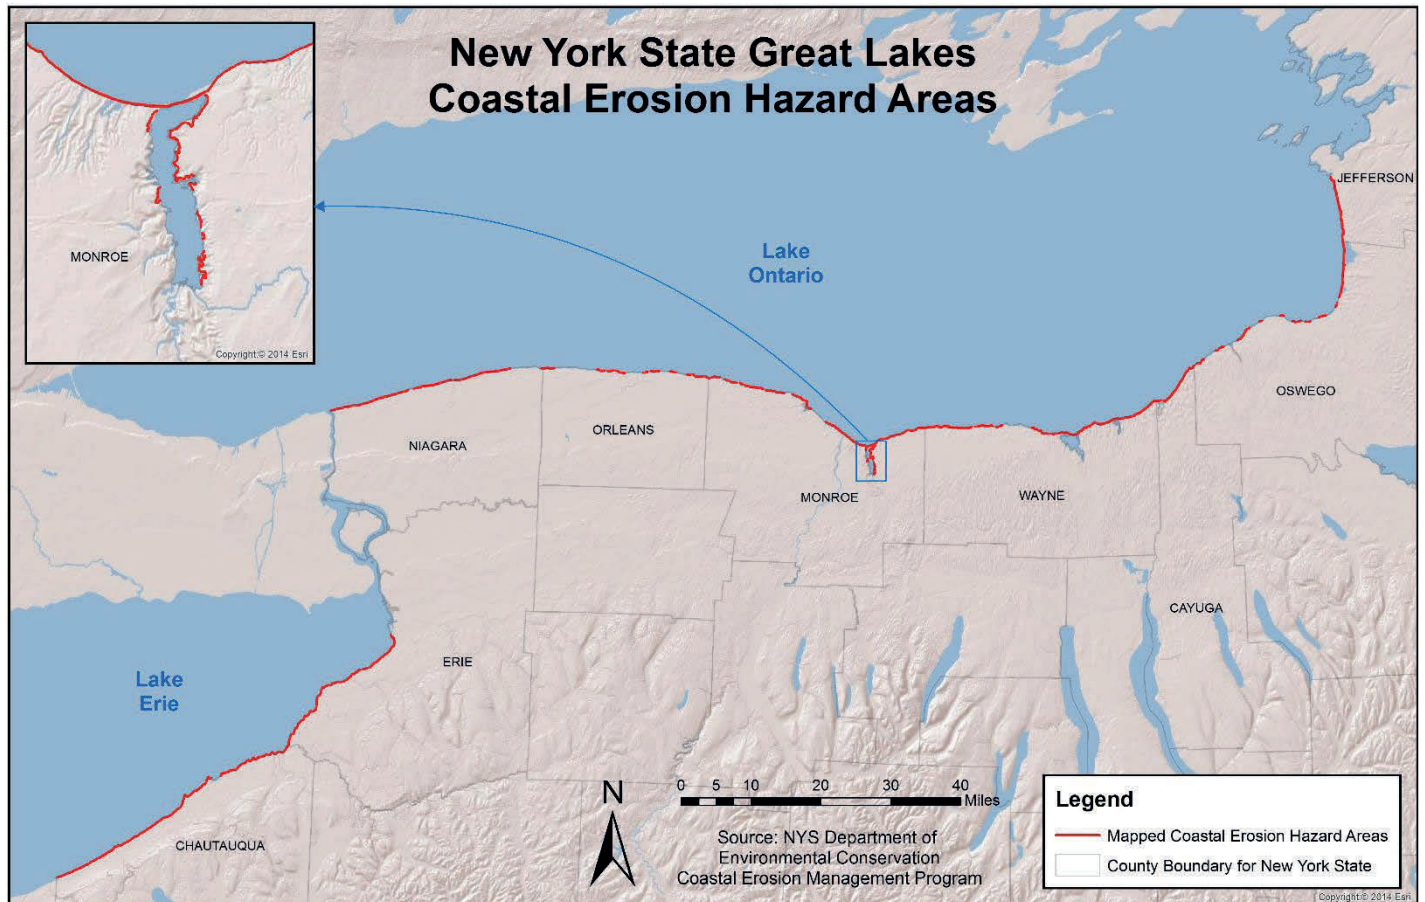 New York State Great Lakes
Coastal Erosion Hazard Areas
MONROE
Copyright:© 2014 Esri
JEFFERSON
Lake
Ontario
OSWEGO
NIAGARA
ORLEANS
MONROE
WAYNE
CAYUGA
ERIE
Lake
Erie
CHAUTAUQUA
N
0 5 10 20 30 40
Miles
Source: NYS Department of
Environmental Conservation
Coastal Erosion Management Program
Legend
Mapped Coastal Erosion Hazard Areas
County Boundary for New York State
Copyright:© 2014 Esri